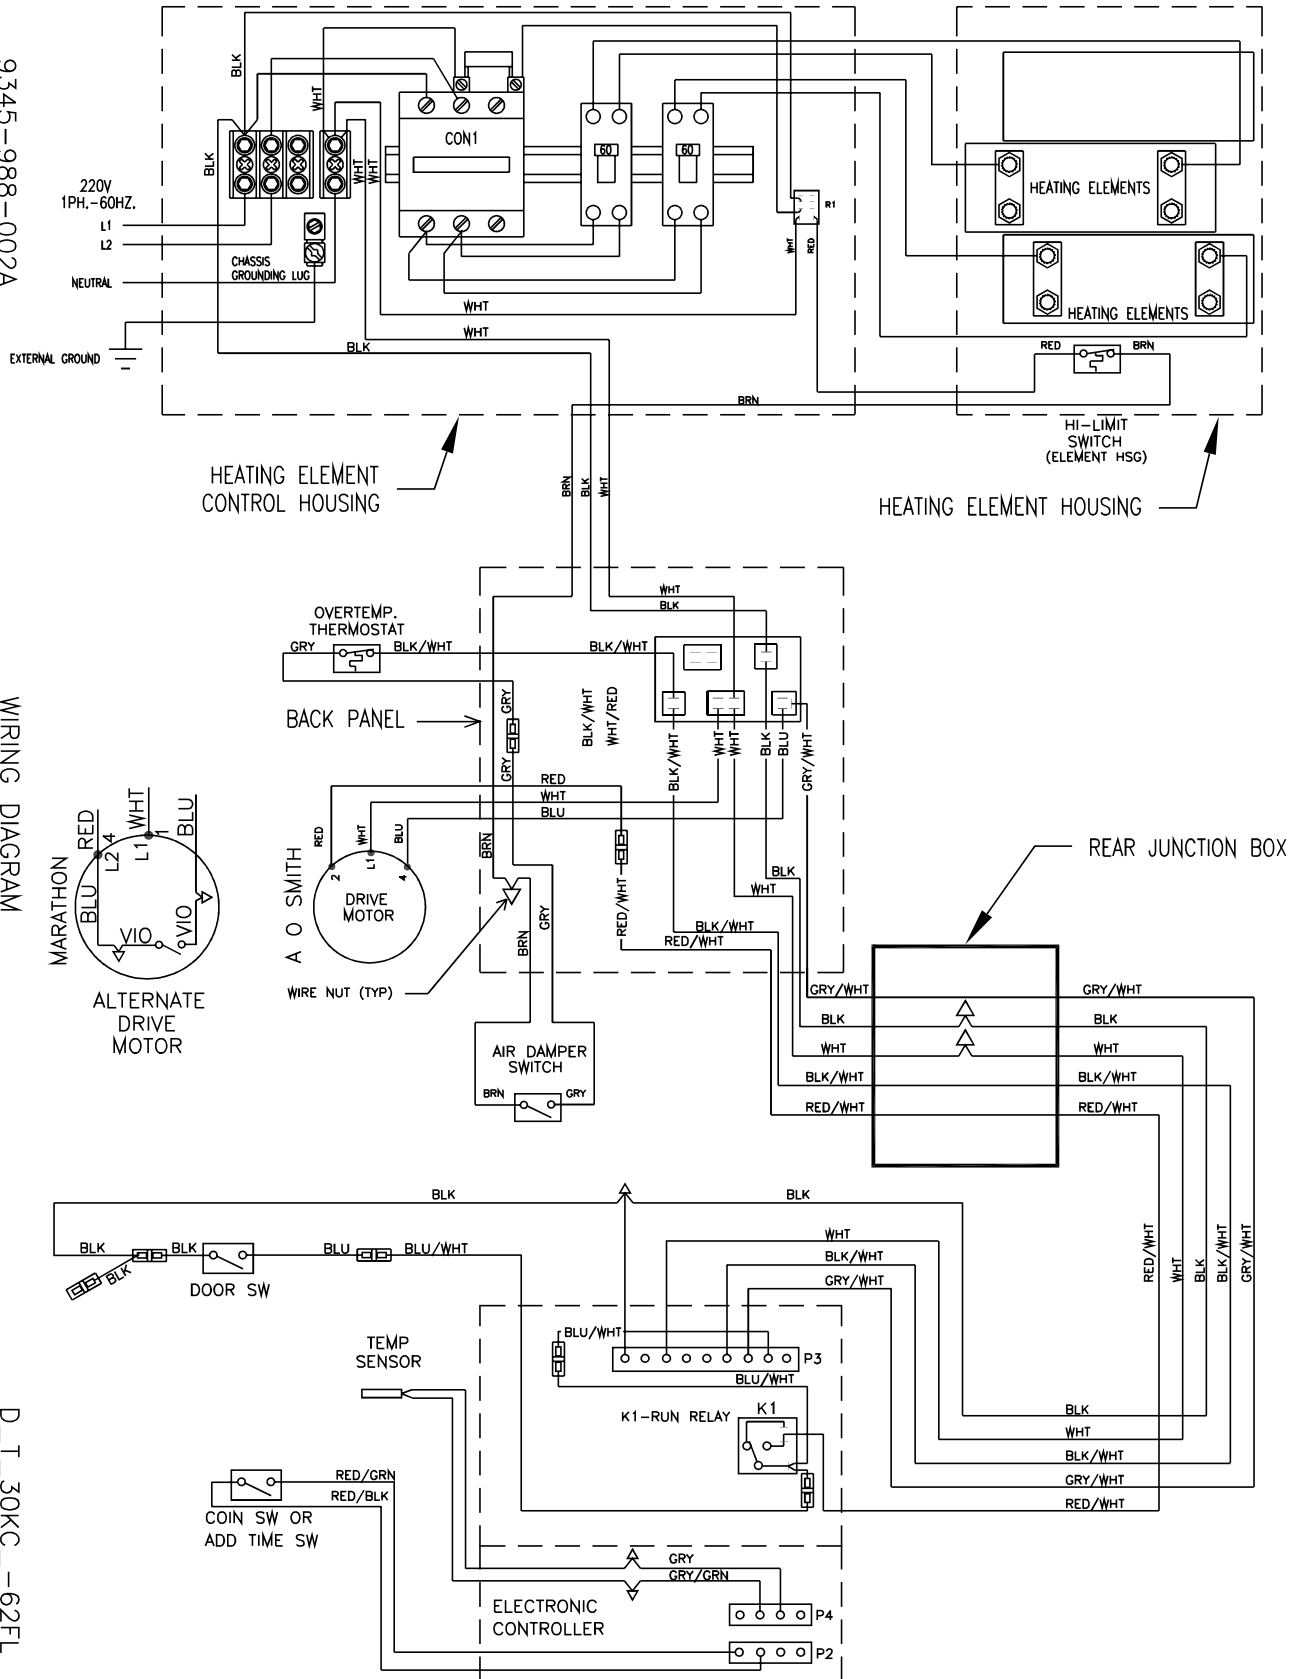 9345-988-002A
WIRING DIAGRAM
D_T_30KC_-62FL
BLK
WHT
BLK
WHT
WHT
CON1
60
60
R1
WHT
RED
220V
1PH.-60HZ.
L1
L2
NEUTRAL
EXTERNAL GROUND
CHASSIS
GROUNDING LUG
WHT
WHT
BLK
BRN
HEATING ELEMENTS
HEATING ELEMENTS
RED
BRN
HI-LIMIT
SWITCH
(ELEMENT HSG)
HEATING ELEMENT
CONTROL HOUSING
HEATING ELEMENT HOUSING
BRN
BLK
WHT
WHT
BLK
OVERTEMP.
THERMOSTAT
GRY
BLK/WHT
BLK/WHT
BACK PANEL
GRY
GRY
BLK/WHT
WHT/RED
BLK/WHT
WHT
WHT
BLK
BLU
GRY/WHT
RED
WHT
BLU
RED
WHT
BLU
BRN
2
L1
4
DRIVE
MOTOR
A O SMITH
MARATHON
RED
WHT
BLU
L2 4
L1 1
BLU
VIO
VIO
ALTERNATE
DRIVE
MOTOR
WIRE NUT (TYP)
BRN
GRY
RED/WHT
BLK
WHT
BLK/WHT
RED/WHT
REAR JUNCTION BOX
GRY/WHT
GRY/WHT
BLK
BLK
WHT
WHT
BLK/WHT
BLK/WHT
RED/WHT
RED/WHT
AIR DAMPER
SWITCH
BRN
GRY
BLK
BLK
BLK
BLK
BLK
BLU
BLU/WHT
DOOR SW
WHT
BLK/WHT
GRY/WHT
RED/WHT
WHT
BLK
BLK/WHT
GRY/WHT
TEMP
SENSOR
BLU/WHT
P3
BLU/WHT
K1-RUN RELAY
K1
BLK
WHT
BLK/WHT
GRY/WHT
RED/WHT
RED/GRN
RED/BLK
COIN SW OR
ADD TIME SW
GRY
GRY/GRN
ELECTRONIC
CONTROLLER
P4
P2